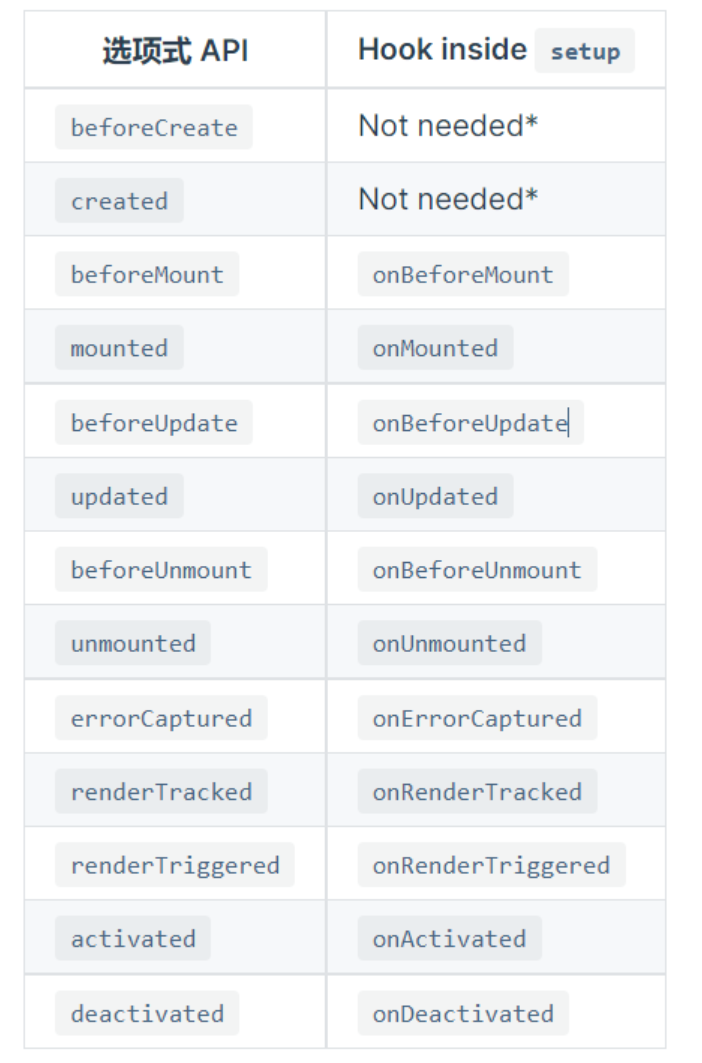 选项式 API Hook inside setup
beforeCreate Not needed*
created Not needed*
beforeMount onBeforeMount
mounted onMounted
beforeUpdate onBeforeUpdate
updated onUpdated
beforeUnmount onBeforeUnmount
unmounted onUnmounted
errorCaptured onErrorCaptured
renderTracked onRenderTracked
renderTriggered onRenderTriggered
activated onActivated
deactivated onDeactivated